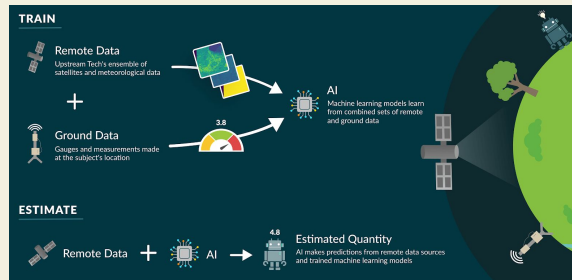 TRAIN
Remote Data
Upstream Tech's ensemble of
satellites and meteorological data
+
Ground Data
Gauges and measurements made
at the subject's location
3.8
AI
Machine learning models learn
from combined sets of remote
and ground data
ESTIMATE
Remote Data + AI
4.8
Estimated Quantity
AI makes predictions from remote data sources
and trained machine learning models